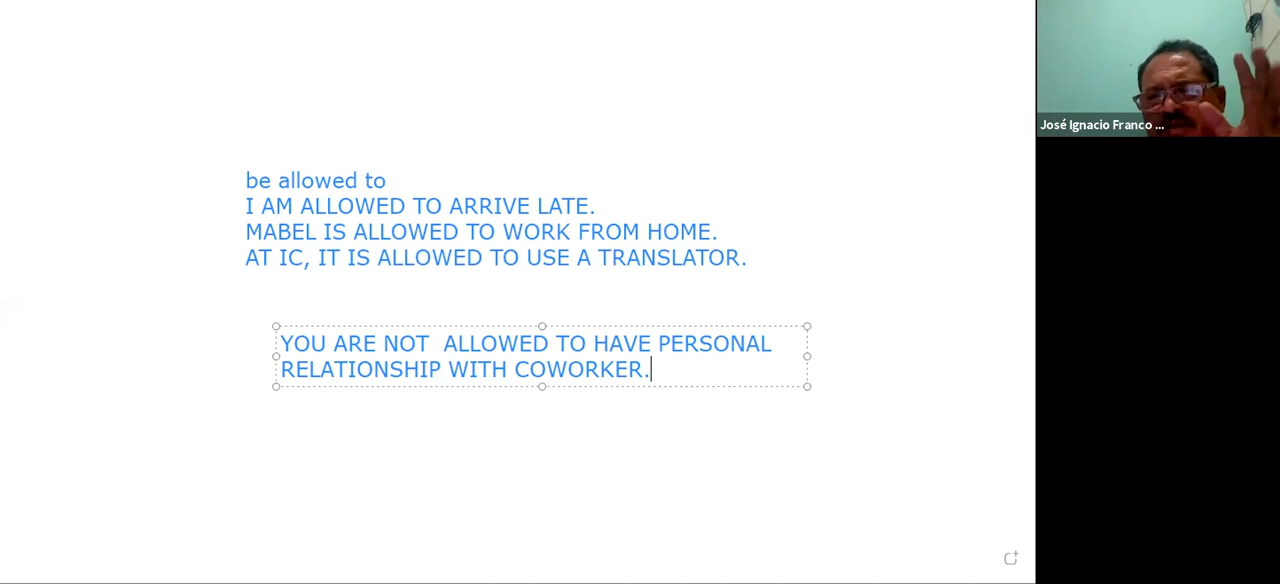 be allowed to
I AM ALLOWED TO ARRIVE LATE.
MABEL IS ALLOWED TO WORK FROM HOME.
AT IC, IT IS ALLOWED TO USE A TRANSLATOR.
YOU ARE NOT  ALLOWED TO HAVE PERSONAL
RELATIONSHIP WITH COWORKER.
José Ignacio Franco ...